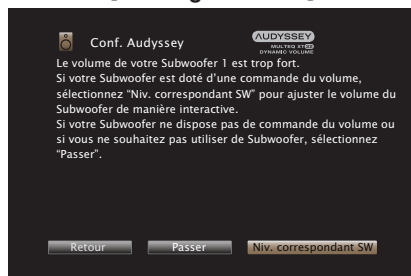 Conf. Audyssey
AUDYSSEY
MULTEQ XT32
DYNAMIC VOLUME
Le volume de votre Subwoofer 1 est trop fort.
Si votre Subwoofer est doté d’une commande du volume,
sélectionnez “Niv. correspondant SW” pour ajuster le volume du
Subwoofer de manière interactive.
Si votre Subwoofer ne dispose pas de commande du volume ou
si vous ne souhaitez pas utiliser de Subwoofer, sélectionnez
“Passer”.
Retour Passer Niv. correspondant SW